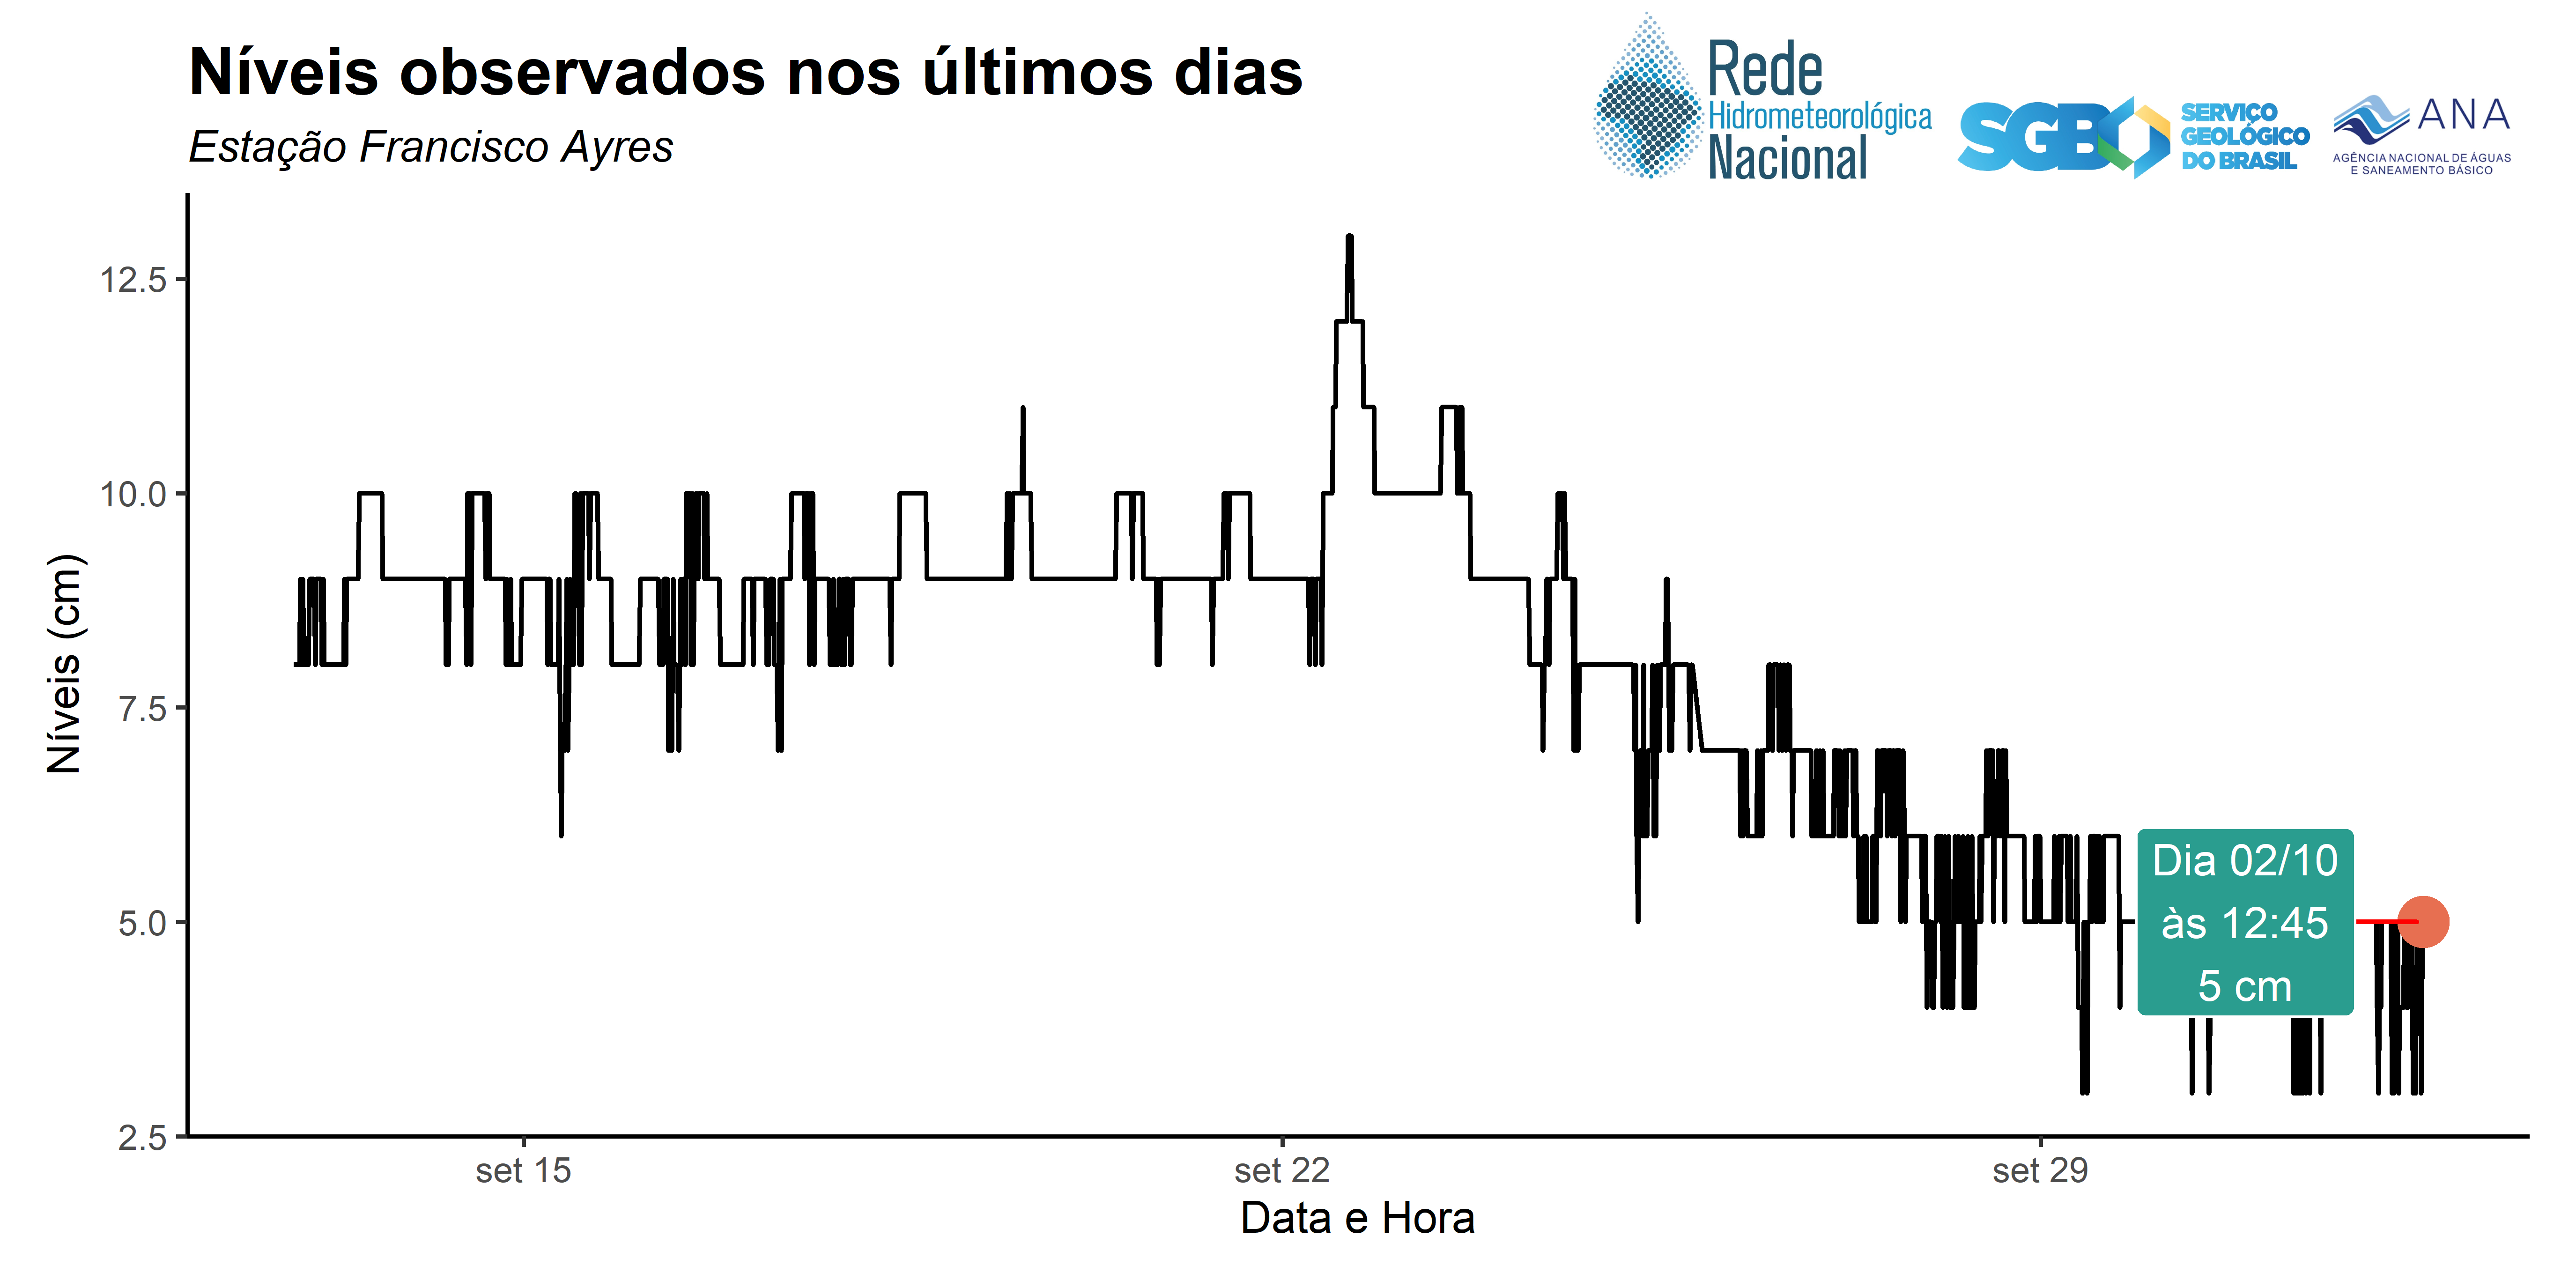 Níveis observados nos últimos dias
Estação Francisco Ayres
Rede
Hidrometeorológica
Nacional
SGB
SERVIÇO
GEOLÓGICO
DO BRASIL
ANA
AGÊNCIA NACIONAL DE ÁGUAS
E SANEAMENTO BÁSICO
Níveis (cm)
12.5
10.0
7.5
5.0
2.5
Dia 02/10
às 12:45
5 cm
set 15
set 22
set 29
Data e Hora